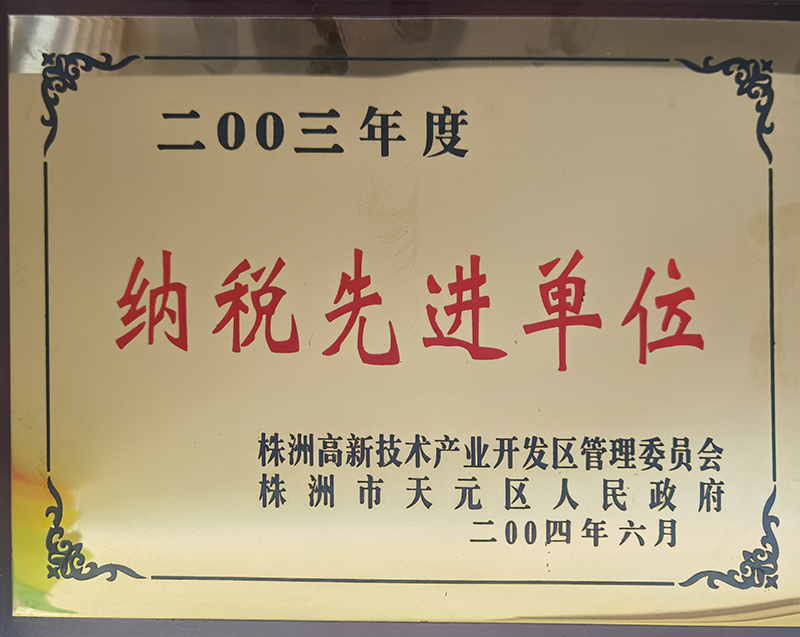 二00三年度
纳税先进单位
株洲高新技术产业开发区管理委员会
株洲市天元区人民政府
二00四年六月